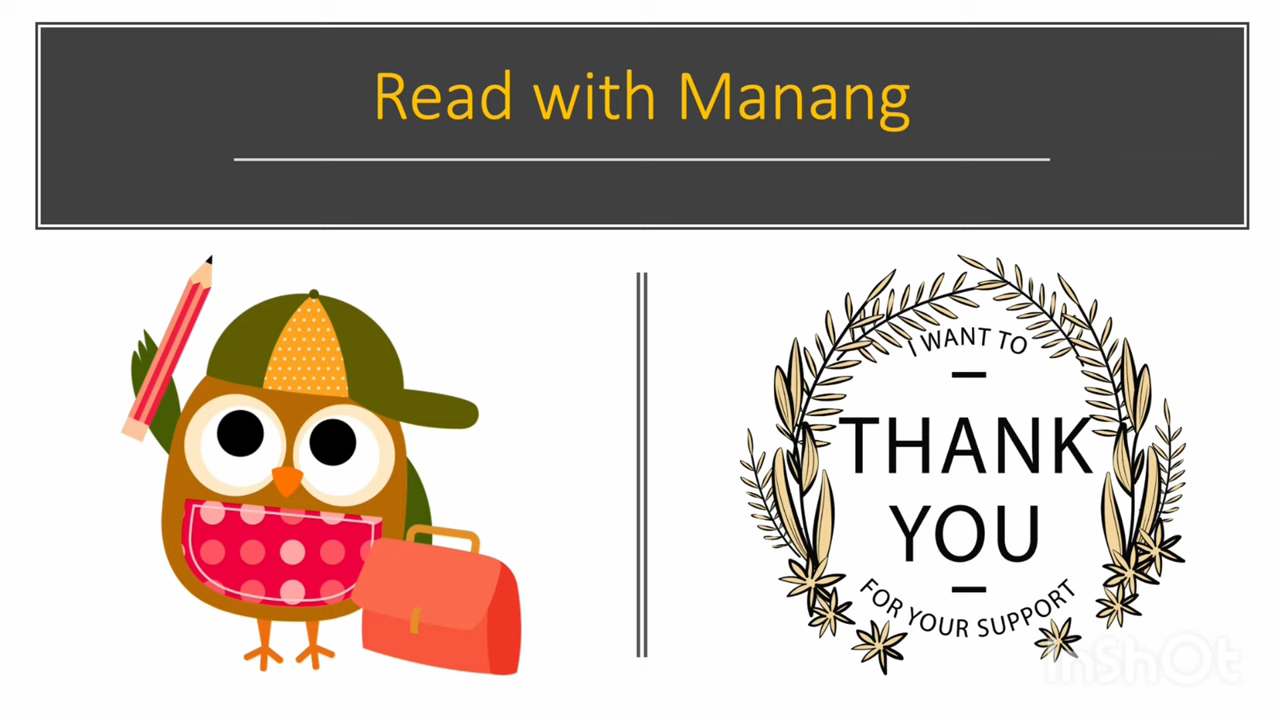 Read with Manang
I WANT TO
THANK
YOU
FOR YOUR SUPPORT
InShOt